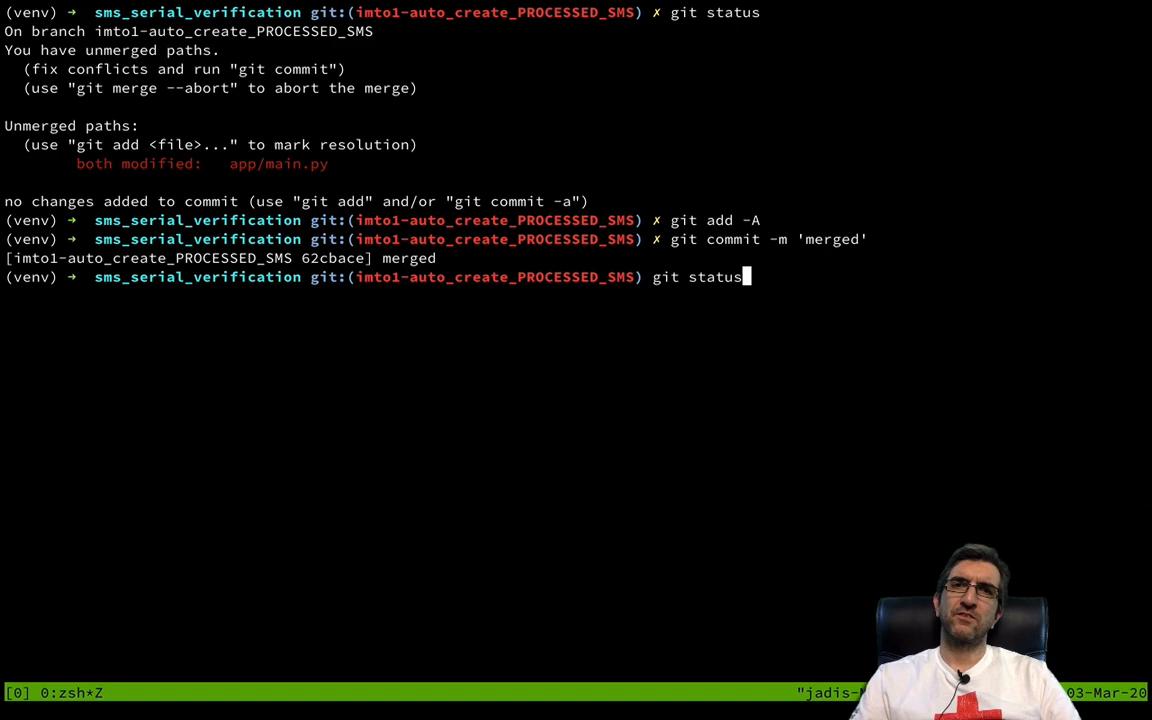 (venv) → sms_serial_verification git:(imto1-auto_create_PROCESSED_SMS) ✗ git status
On branch imto1-auto_create_PROCESSED_SMS
You have unmerged paths.
(fix conflicts and run "git commit")
(use "git merge --abort" to abort the merge)
Unmerged paths:
(use "git add <file>..." to mark resolution)
both modified: app/main.py
no changes added to commit (use "git add" and/or "git commit -a")
(venv) → sms_serial_verification git:(imto1-auto_create_PROCESSED_SMS) ✗ git add -A
(venv) → sms_serial_verification git:(imto1-auto_create_PROCESSED_SMS) ✗ git commit -m 'merged'
[imto1-auto_create_PROCESSED_SMS 62cbace] merged
(venv) → sms_serial_verification git:(imto1-auto_create_PROCESSED_SMS) git status
[0] 0:zsh*Z "jadis-M 03-Mar-20